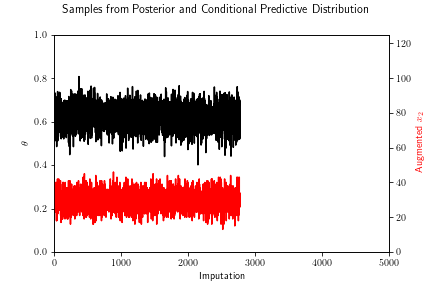 Samples from Posterior and Conditional Predictive Distribution
1.0
0.8
0.6
0.4
0.2
0.0
θ
120
100
80
60
40
20
0
Augmented x₂
0 1000 2000 3000 4000 5000
Imputation